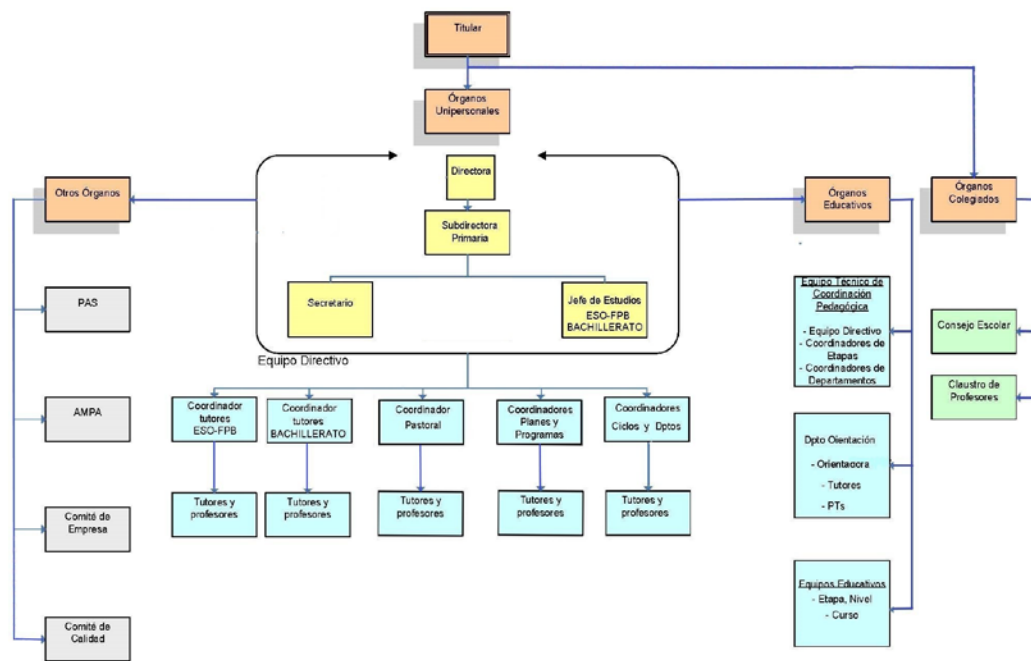 Titular
Órganos
Unipersonales
Directora
Otros Órganos
Órganos
Educativos
Órganos
Colegiados
Subdirectora
Primaria
Secretario
Jefe de Estudios
ESO-FPB
BACHILLERATO
Equipo Directivo
PAS
AMPA
Comité de
Empresa
Comité de
Calidad
Coordinador
tutores
ESO-FPB
Coordinador
tutores
BACHILLERATO
Coordinador
Pastoral
Coordinadores
Planes y
Programas
Coordinadores
Ciclos y Dptos
Tutores y
profesores
Tutores y
profesores
Tutores y
profesores
Tutores y
profesores
Tutores y
profesores
Equipo Técnico de
Coordinación
Pedagógica
- Equipo Directivo
- Coordinadores de
Etapas
- Coordinadores de
Departamentos
Dpto Oientación
- Orientaora
- Tutores
- PTs
Equipos Educativos
- Etapa, Nivel
- Curso
Consejo Escolar
Claustro de
Profesores